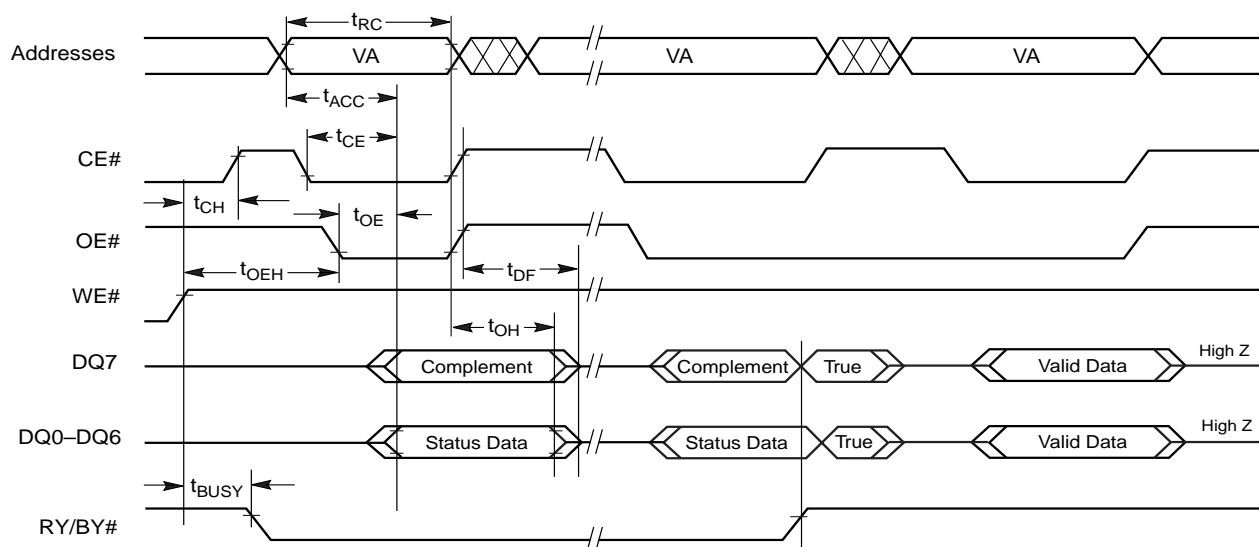 tRC
Addresses VA VA VA
tACC
tCE
CE#
tCH tOE
OE#
tOEH tDF
WE#
tOH
DQ7 Complement Complement True Valid Data High Z
DQ0–DQ6 Status Data Status Data True Valid Data High Z
tBUSY
RY/BY#